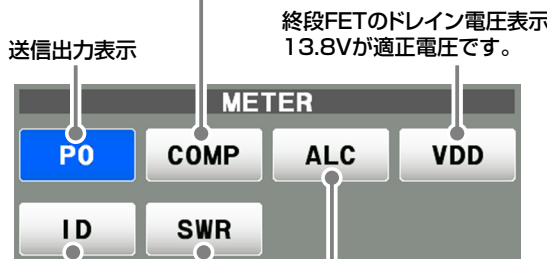 終段FETのドレイン電圧表示
送信出力表示
13.8Vが適正電圧です。
METER
PO COMP ALC VDD
ID SWR